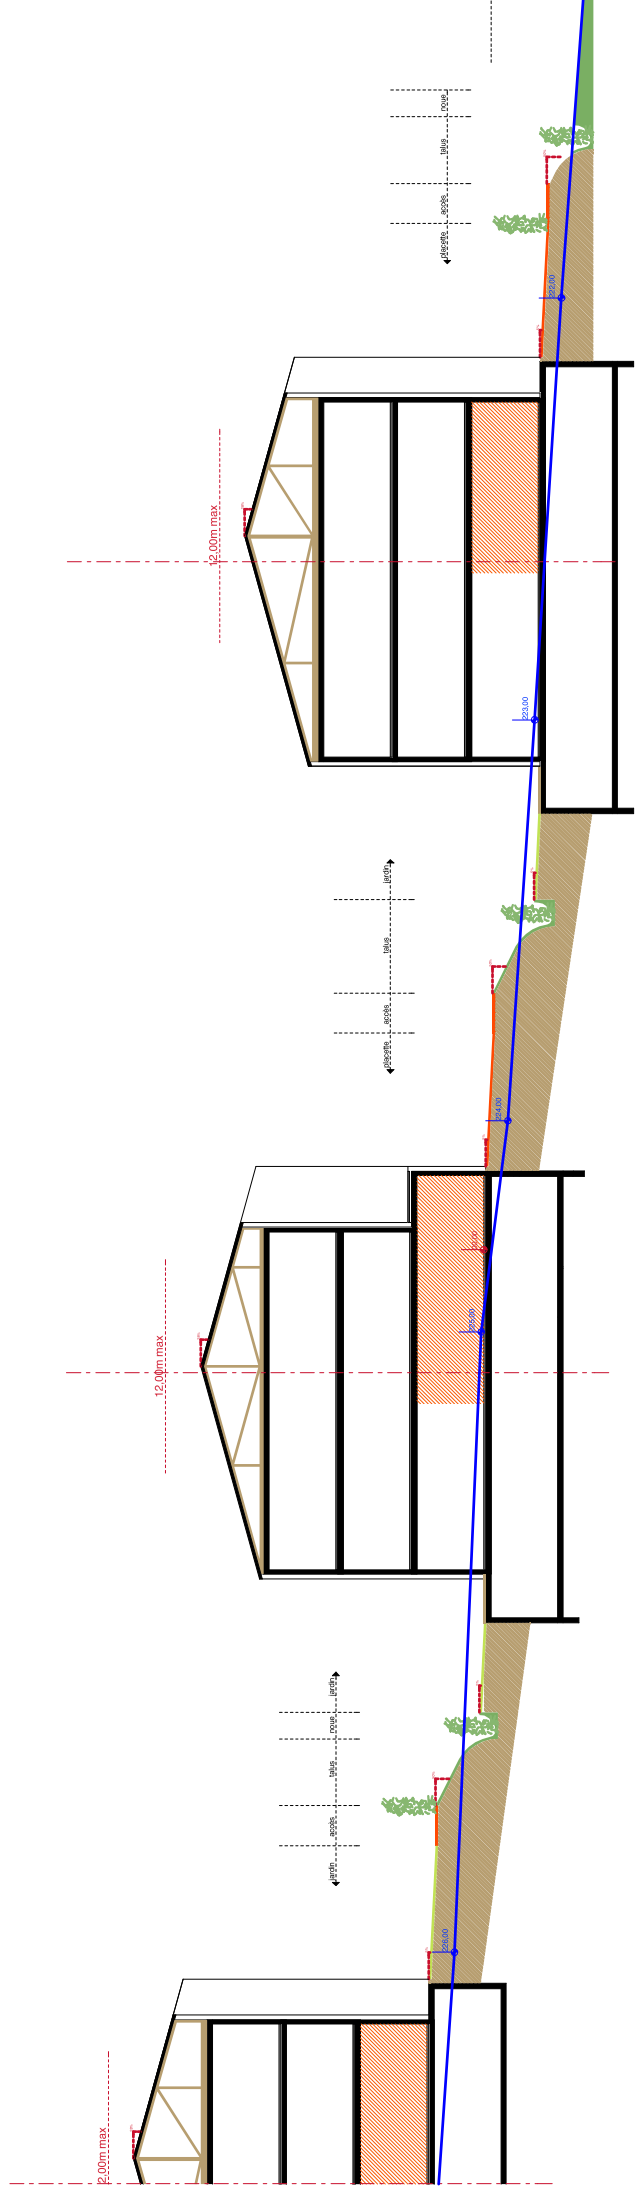 2,00m max
226.00
jardin
accès
talus
noue
jardin
12,00m max
225.00
224.00
placette
accès
talus
jardin
12,00m max
223.00
222.00
placette
accès
talus
noue